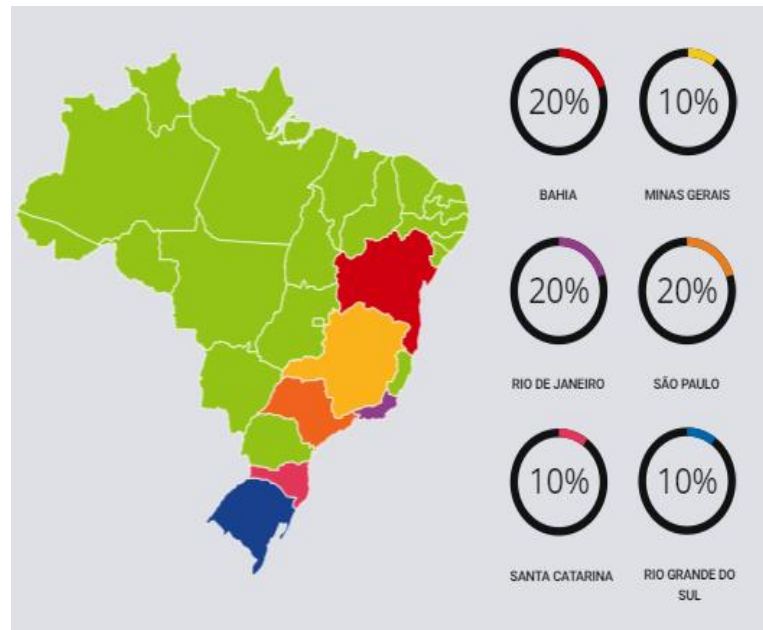 20%
10%
BAHIA
MINAS GERAIS
20%
20%
RIO DE JANEIRO
SÃO PAULO
10%
10%
SANTA CATARINA
RIO GRANDE DO
SUL